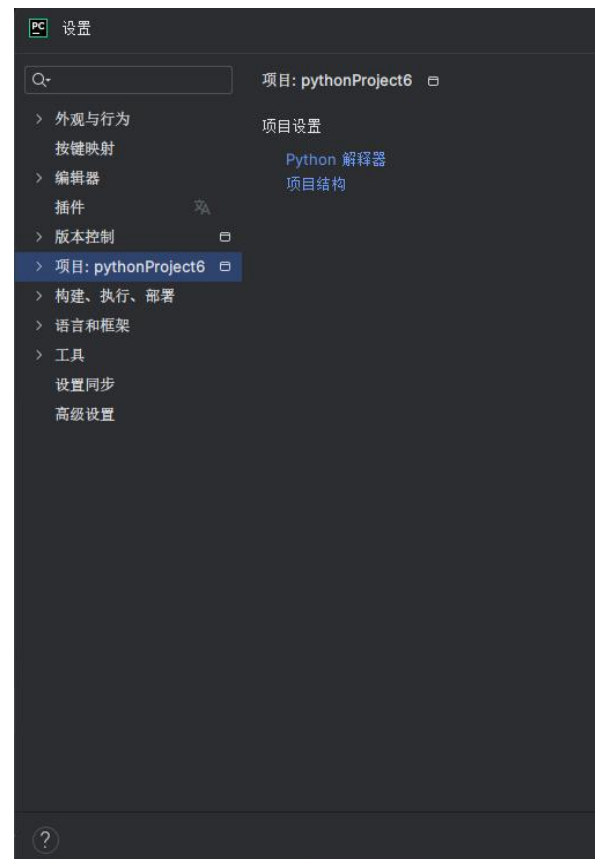 PC 设置
项目: pythonProject6
外观与行为
项目设置
按键映射
Python 解释器
编辑器
项目结构
插件
版本控制
项目: pythonProject6
构建、执行、部署
语言和框架
工具
设置同步
高级设置
?